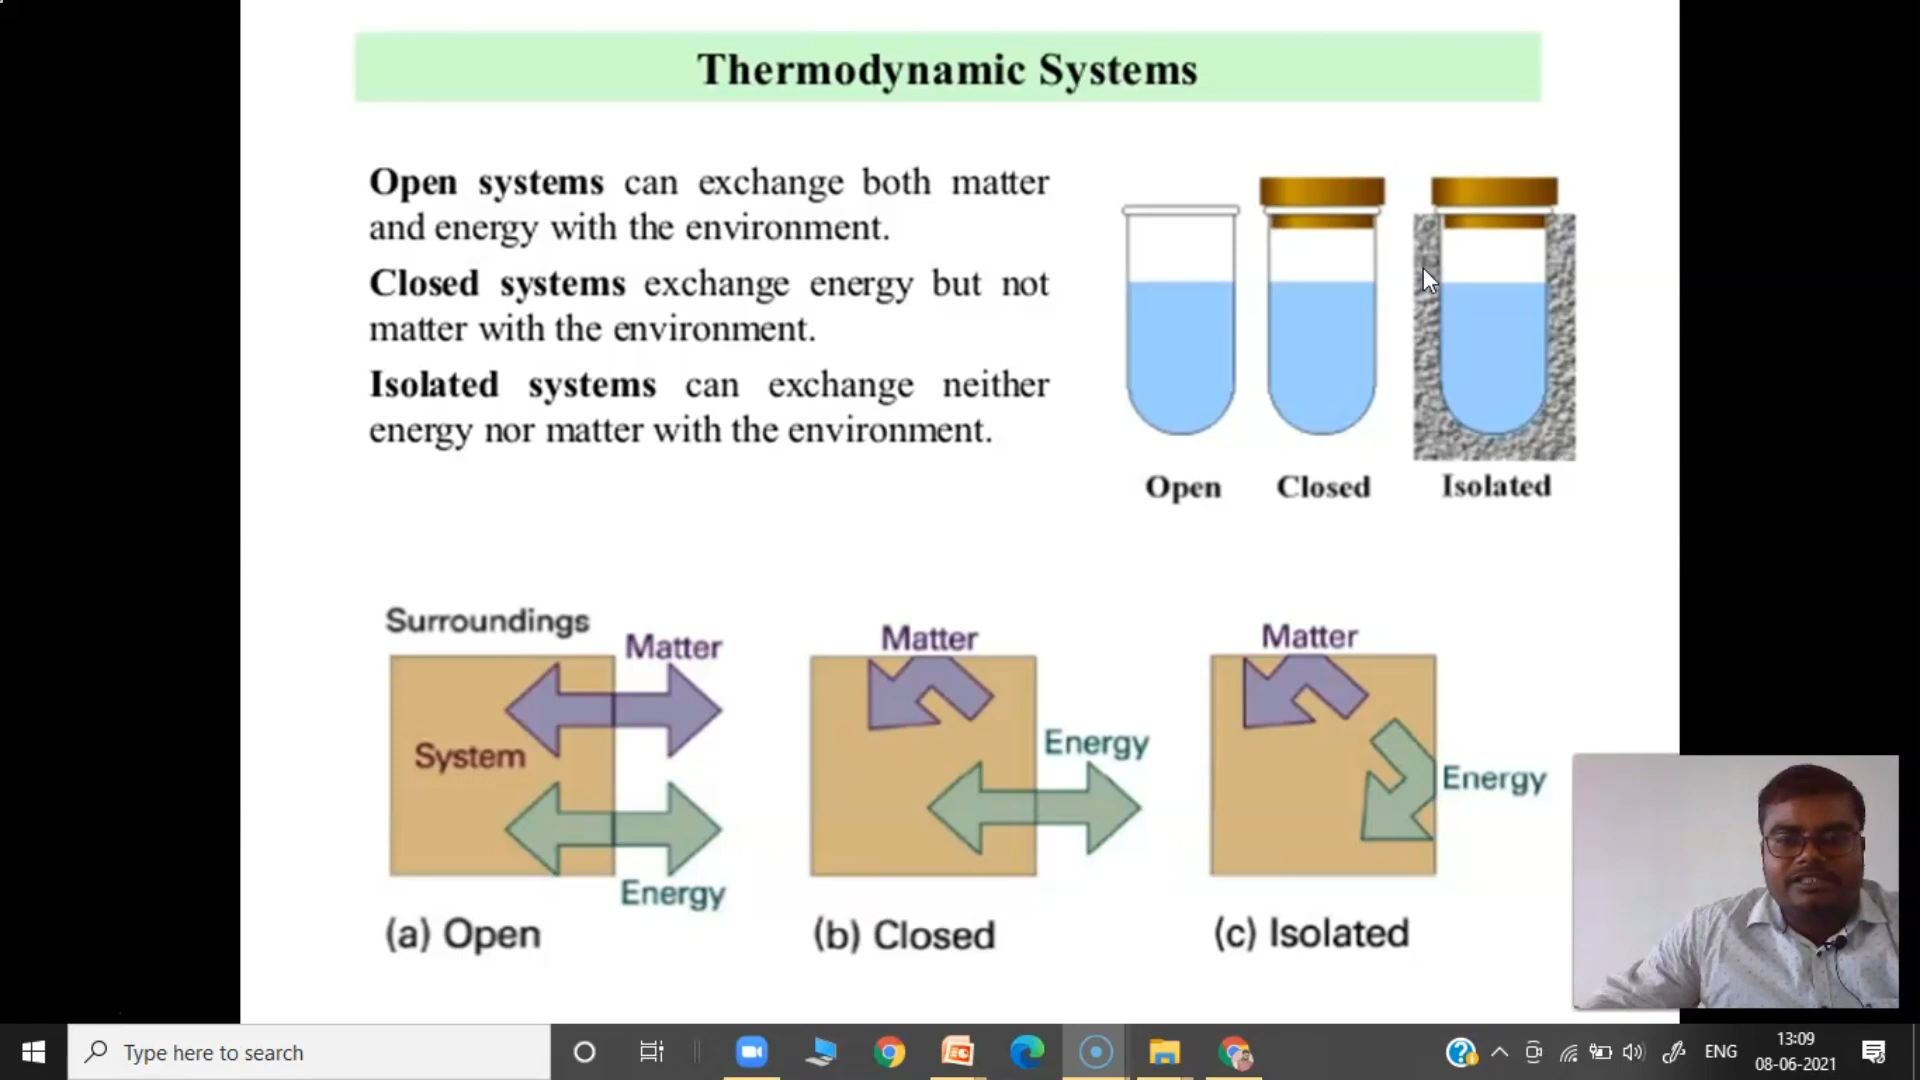 Thermodynamic Systems
Open systems can exchange both matter
and energy with the environment.
Closed systems exchange energy but not
matter with the environment.
Isolated systems can exchange neither
energy nor matter with the environment.
Open
Closed
Isolated
Surroundings
Matter
System
Energy
(a) Open
Matter
Energy
(b) Closed
Matter
Energy
(c) Isolated
Type here to search
ENG
13:09
08-06-2021